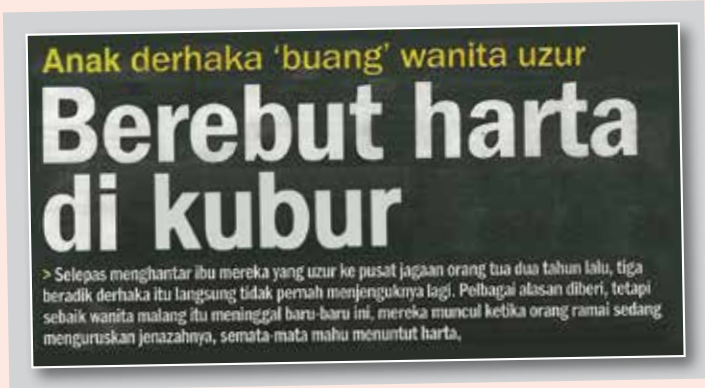 Anak derhaka ‘buang’ wanita uzur
Berebut harta
di kubur
> Selepas menghantar ibu mereka yang uzur ke pusat jagaan orang tua dua tahun lalu, tiga
beradik derhaka itu langsung tidak pernah menjenguknya lagi. Pelbagai alasan diberi, tetapi
sebaik wanita malang itu meninggal baru-baru ini, mereka muncul ketika orang ramai sedang
menguruskan jenazahnya, semata-mata mahu menuntut harta.